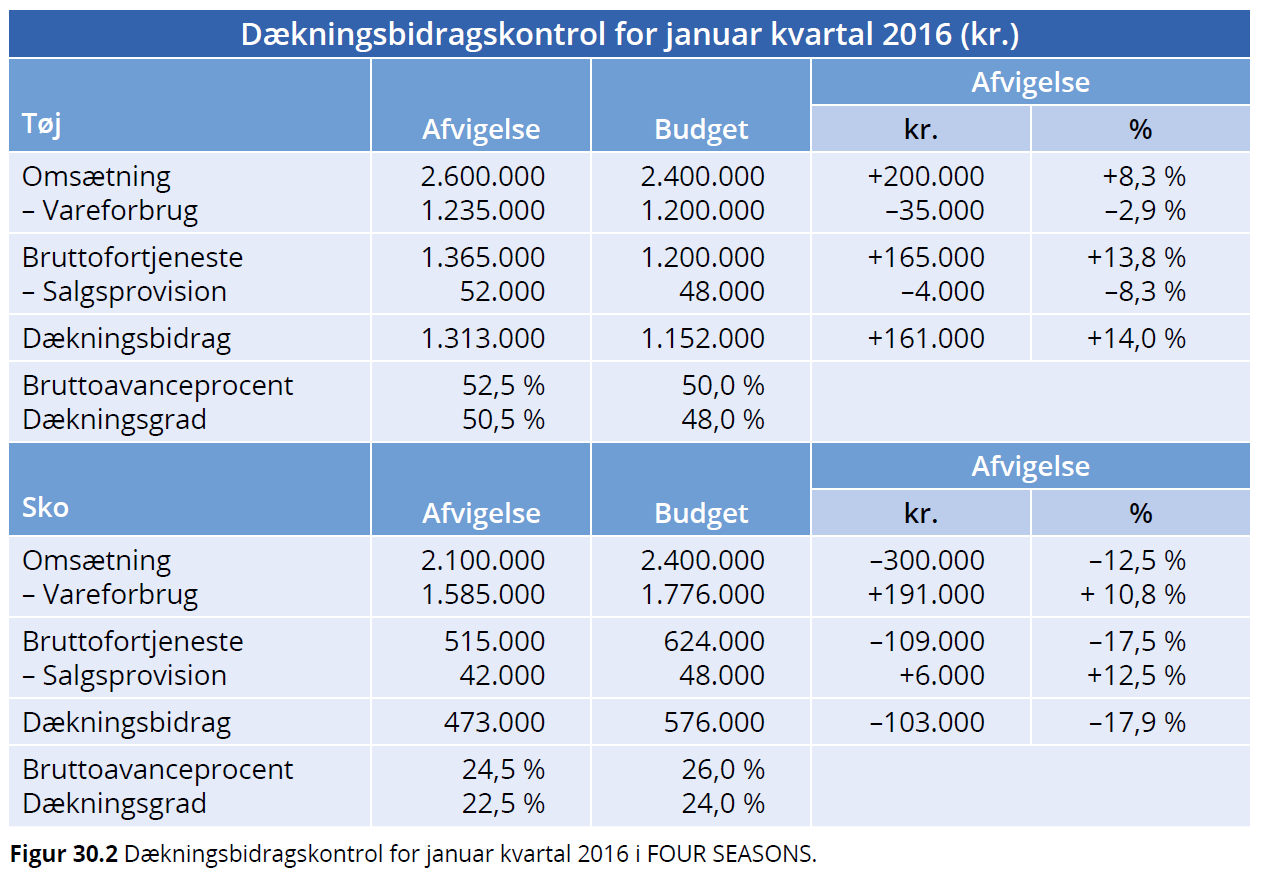 Dækningsbidragskontrol for januar kvartal 2016 (kr.)
Tøj Afvigelse Budget Afvigelse
kr. %
Omsætning 2.600.000 2.400.000 +200.000 +8,3 %
– Vareforbrug 1.235.000 1.200.000 –35.000 –2,9 %
Bruttofortjeneste 1.365.000 1.200.000 +165.000 +13,8 %
– Salgsprovision 52.000 48.000 –4.000 –8,3 %
Dækningsbidrag 1.313.000 1.152.000 +161.000 +14,0 %
Bruttoavanceprocent 52,5 % 50,0 %
Dækningsgrad 50,5 % 48,0 %
Sko Afvigelse Budget Afvigelse
kr. %
Omsætning 2.100.000 2.400.000 –300.000 –12,5 %
– Vareforbrug 1.585.000 1.776.000 +191.000 + 10,8 %
Bruttofortjeneste 515.000 624.000 –109.000 –17,5 %
– Salgsprovision 42.000 48.000 +6.000 +12,5 %
Dækningsbidrag 473.000 576.000 –103.000 –17,9 %
Bruttoavanceprocent 24,5 % 26,0 %
Dækningsgrad 22,5 % 24,0 %
Figur 30.2 Dækningsbidragskontrol for januar kvartal 2016 i FOUR SEASONS.